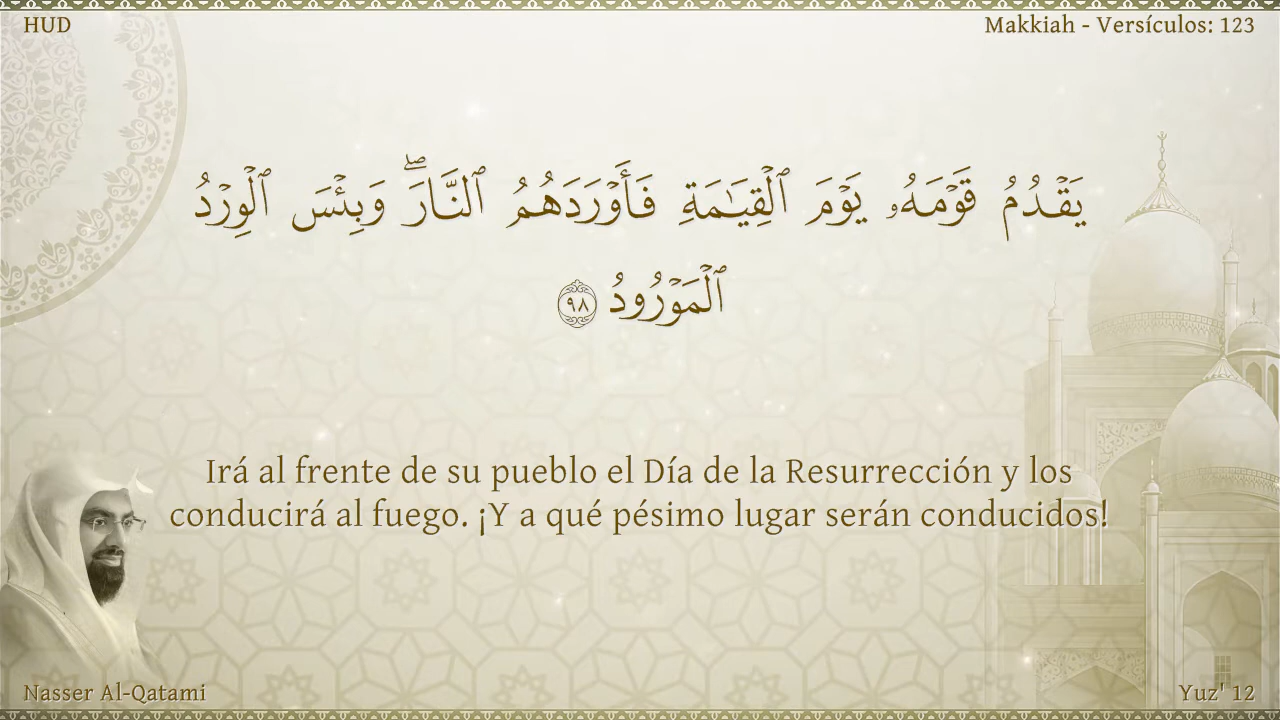 HUD
Makkiah - Versículos: 123
يَقْدُمُ قَوْمَهُۥ يَوْمَ ٱلْقِيَـٰمَةِ فَأَوْرَدَهُمُ ٱلنَّارَ ۖ وَبِئْسَ ٱلْوِرْدُ
ٱلْمَوْرُودُ ٩٨
Irá al frente de su pueblo el Día de la Resurrección y los
conducirá al fuego. ¡Y a qué pésimo lugar serán conducidos!
Nasser Al-Qatami
Yuz' 12